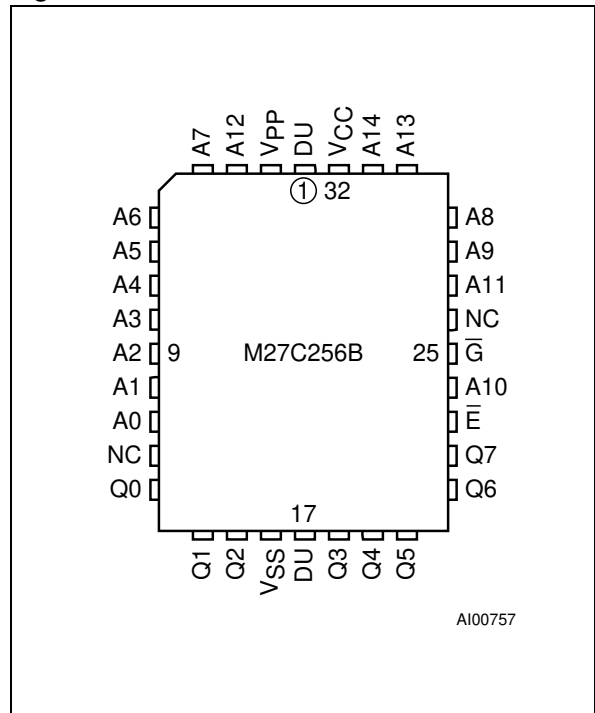 A7 A12 VPP DU VCC A14 A13
① 32
A6 A8
A5 A9
A4 A11
A3 NC
A2 9 M27C256B 25 G̅
A1 A10
A0 E̅
NC Q7
Q0 Q6
17
Q1 Q2 VSS DU Q3 Q4 Q5
AI00757